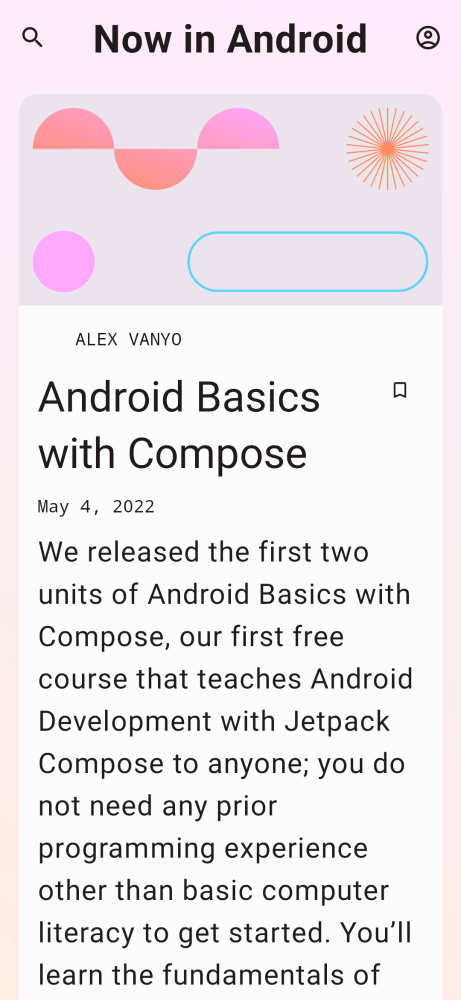 Now in Android
ALEX VANYO
Android Basics
with Compose
May 4, 2022
We released the first two
units of Android Basics with
Compose, our first free
course that teaches Android
Development with Jetpack
Compose to anyone; you do
not need any prior
programming experience
other than basic computer
literacy to get started. You’ll
learn the fundamentals of